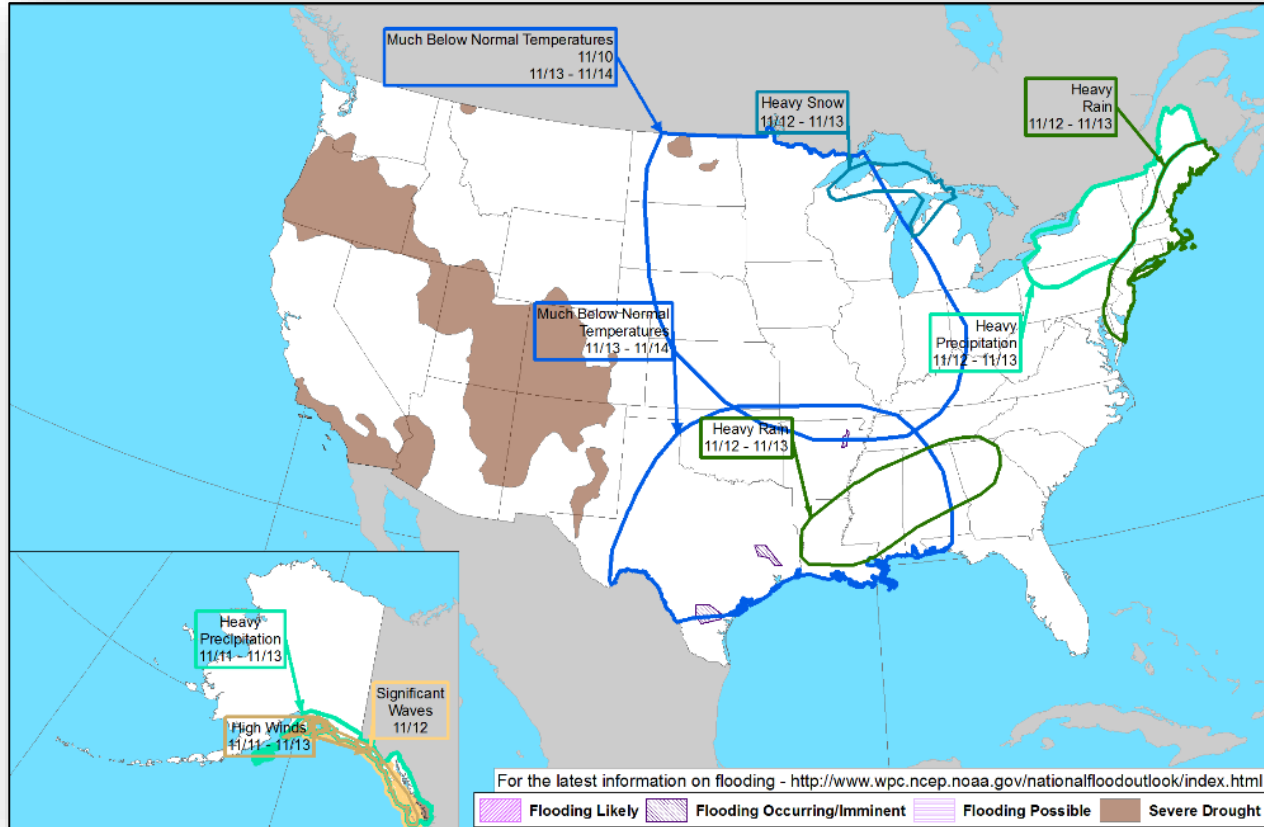 Much Below Normal Temperatures
11/10
11/13 - 11/14
Heavy Snow
11/12 - 11/13
Heavy
Rain
11/12 - 11/13
Much Below Normal
Temperatures
11/13 - 11/14
Heavy
Precipitation
11/12 - 11/13
Heavy Rain
11/12 - 11/13
Heavy
Precipitation
11/11 - 11/13
Significant
Waves
11/12
High Winds
11/11 - 11/13
For the latest information on flooding - http://www.wpc.ncep.noaa.gov/nationalfloodoutlook/index.html
Flooding Likely Flooding Occurring/Imminent Flooding Possible Severe Drought